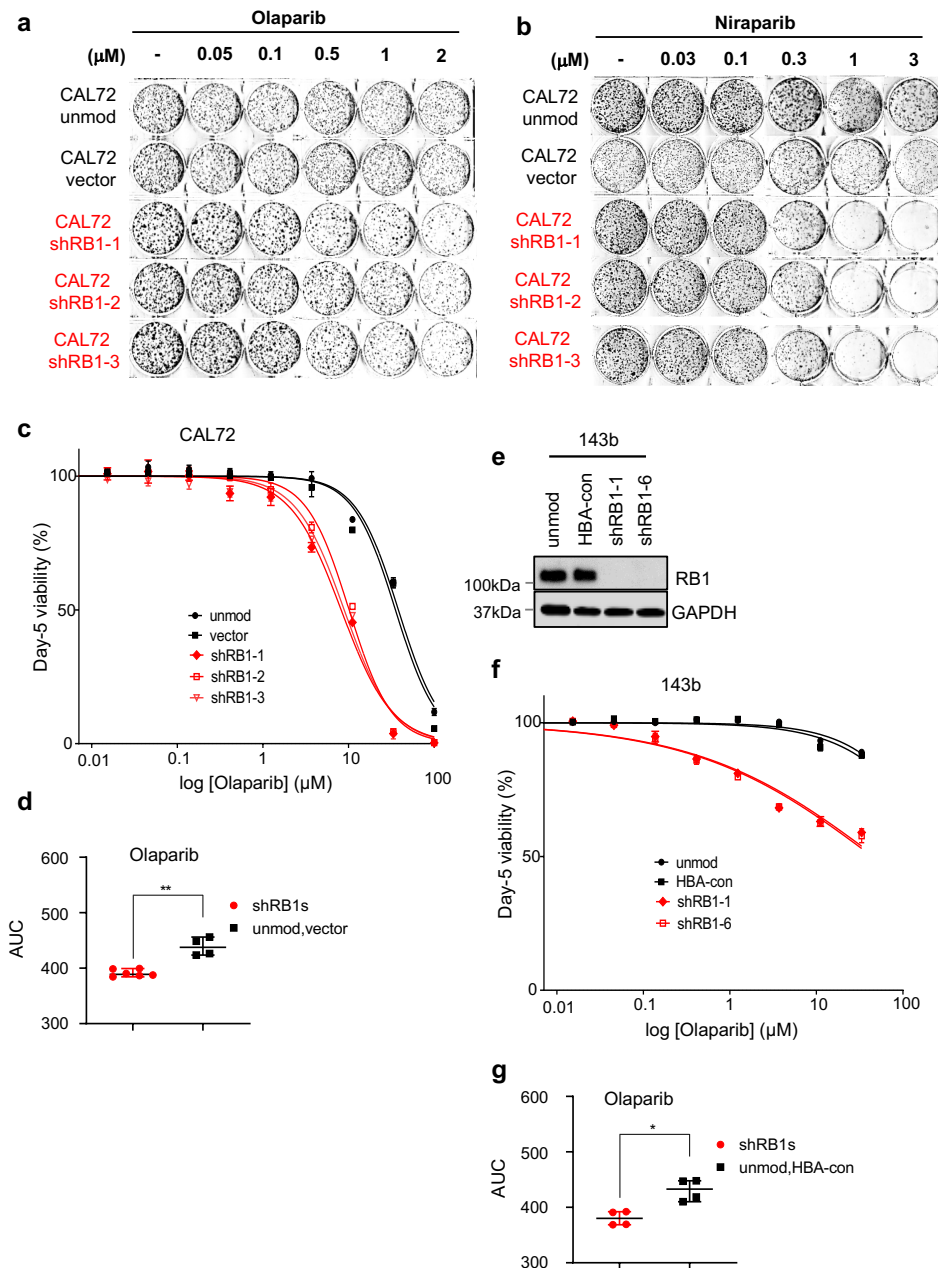 a
Olaparib
(μM) - 0.05 0.1 0.5 1 2
CAL72
unmod
CAL72
vector
CAL72
shRB1-1
CAL72
shRB1-2
CAL72
shRB1-3
b
Niraparib
(μM) - 0.03 0.1 0.3 1 3
CAL72
unmod
CAL72
vector
CAL72
shRB1-1
CAL72
shRB1-2
CAL72
shRB1-3
c
CAL72
Day-5 viability (%)
100
50
0
unmod
vector
shRB1-1
shRB1-2
shRB1-3
0.01 0.1 1 10 100
log [Olaparib] (μM)
d
Olaparib
AUC
600
500
400
300
**
shRB1s
unmod,vector
e
143b
unmod
HBA-con
shRB1-1
shRB1-6
100kDa
RB1
37kDa
GAPDH
f
143b
Day-5 viability (%)
100
50
0
unmod
HBA-con
shRB1-1
shRB1-6
0.01 0.1 1 10 100
log [Olaparib] (μM)
g
Olaparib
AUC
600
500
400
300
*
shRB1s
unmod,HBA-con